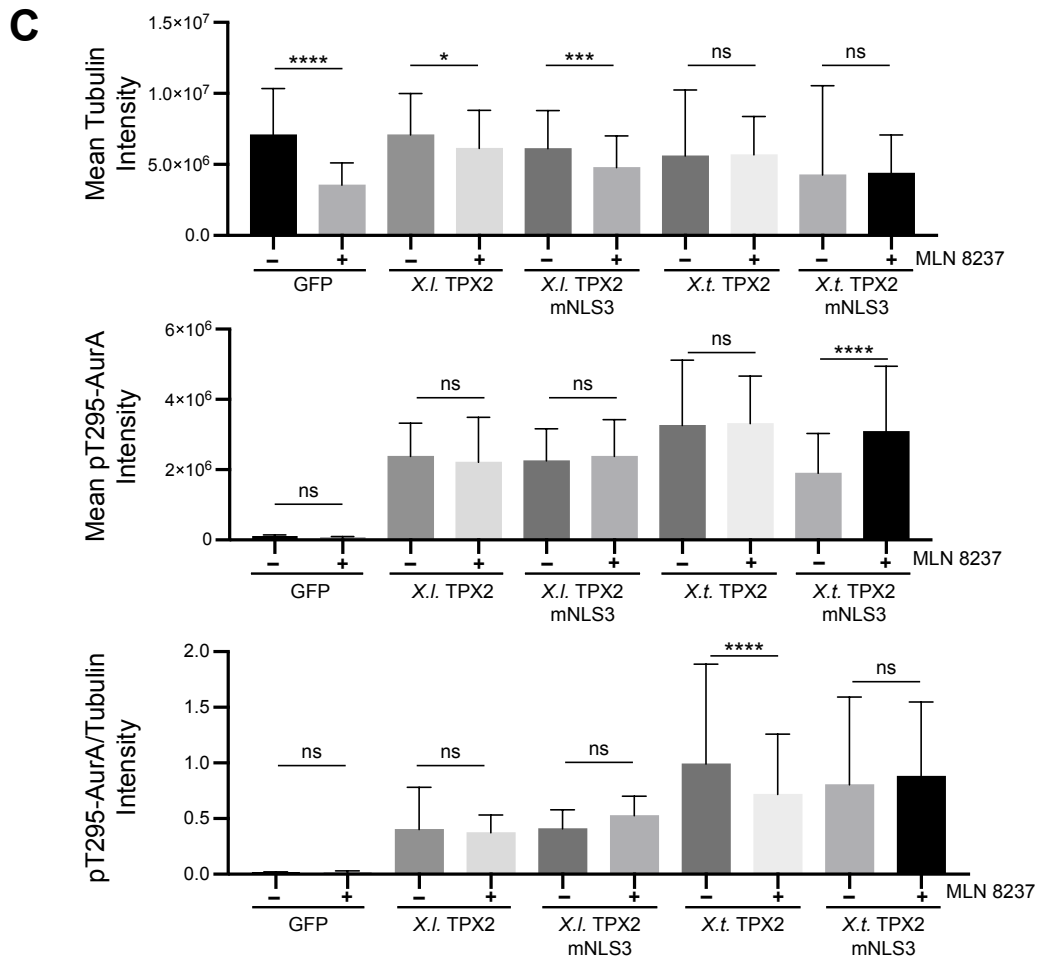 C
Mean Tubulin
Intensity
1.5×10⁷
1.0×10⁷
5.0×10⁶
0.0
**** * *** ns ns
– + – + – + – + – + MLN 8237
GFP X.l. TPX2 X.l. TPX2 X.t. TPX2 X.t. TPX2
mNLS3 mNLS3
Mean pT295-AurA
Intensity
6×10⁶
4×10⁶
2×10⁶
0
ns ns ns ns ****
– + – + – + – + – + MLN 8237
GFP X.l. TPX2 X.l. TPX2 X.t. TPX2 X.t. TPX2
mNLS3 mNLS3
pT295-AurA/Tubulin
Intensity
2.0
1.5
1.0
0.5
0.0
ns ns ns **** ns
– + – + – + – + – + MLN 8237
GFP X.l. TPX2 X.l. TPX2 X.t. TPX2 X.t. TPX2
mNLS3 mNLS3